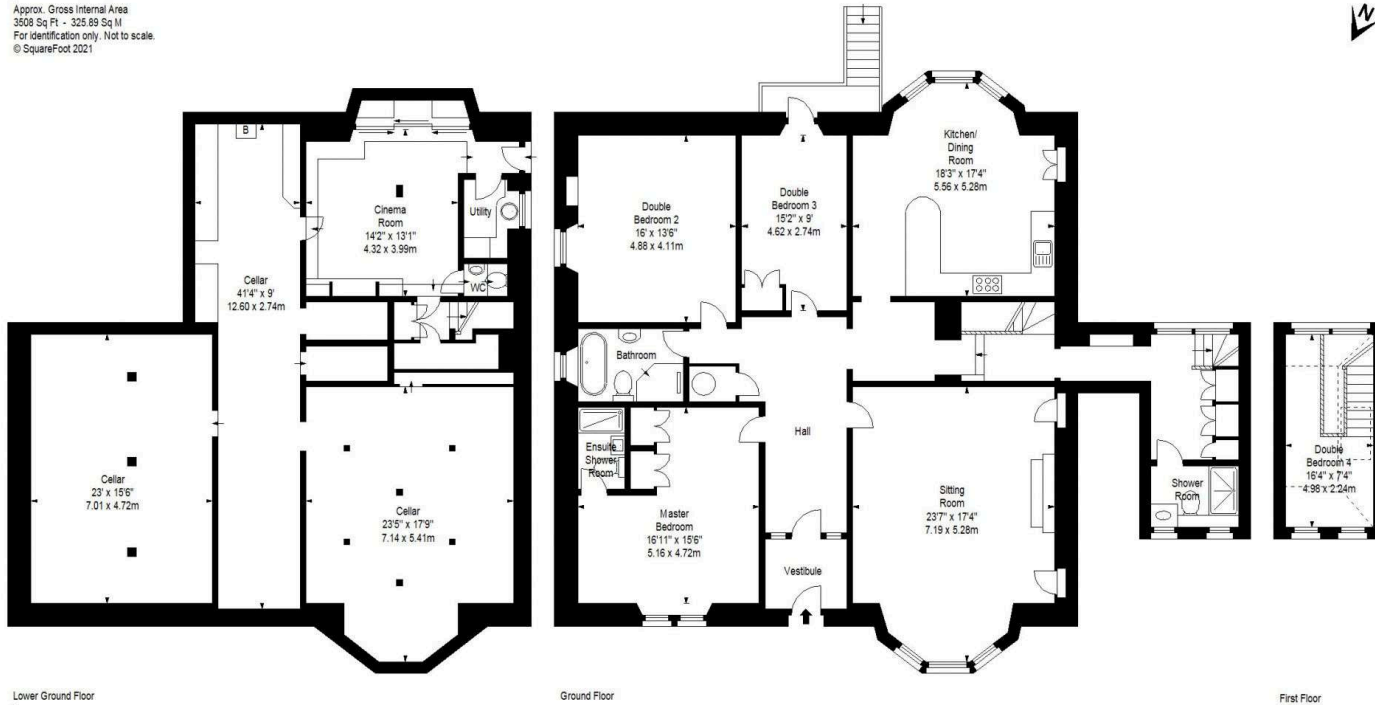 Approx. Gross Internal Area
3508 Sq Ft - 325.89 Sq M
For identification only. Not to scale.
© SquareFoot 2021
N
B
Cinema
Room
14'2" x 13'1"
4.32 x 3.99m
Utility
WC
Cellar
41'4" x 9'
12.60 x 2.74m
Cellar
23' x 15'6"
7.01 x 4.72m
Cellar
23'5" x 17'9"
7.14 x 5.41m
Lower Ground Floor
Double
Bedroom 2
16' x 13'6"
4.88 x 4.11m
Double
Bedroom 3
15'2" x 9'
4.62 x 2.74m
Kitchen/
Dining
Room
18'3" x 17'4"
5.56 x 5.28m
Bathroom
Ensuite
Shower
Room
Hall
Master
Bedroom
16'11" x 15'6"
5.16 x 4.72m
Vestibule
Sitting
Room
23'7" x 17'4"
7.19 x 5.28m
Shower
Room
Ground Floor
Double
Bedroom 4
16'4" x 7'4"
4.98 x 2.24m
First Floor